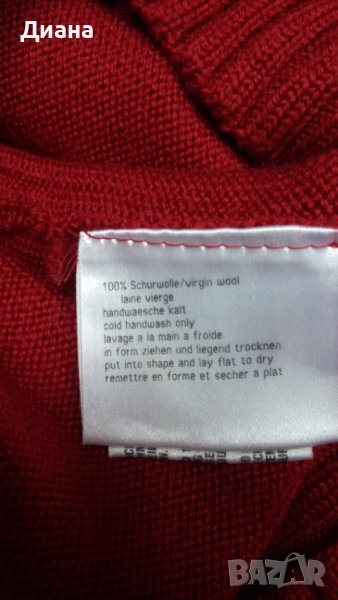 Диана
100% Schurwolle/virgin wool
laine vierge
handwaesche kalt
cold handwash only
lavage a la main a froide
in form ziehen und liegend trocknen
put into shape and lay flat to dry
remettre en forme et secher a plat
BAZAR